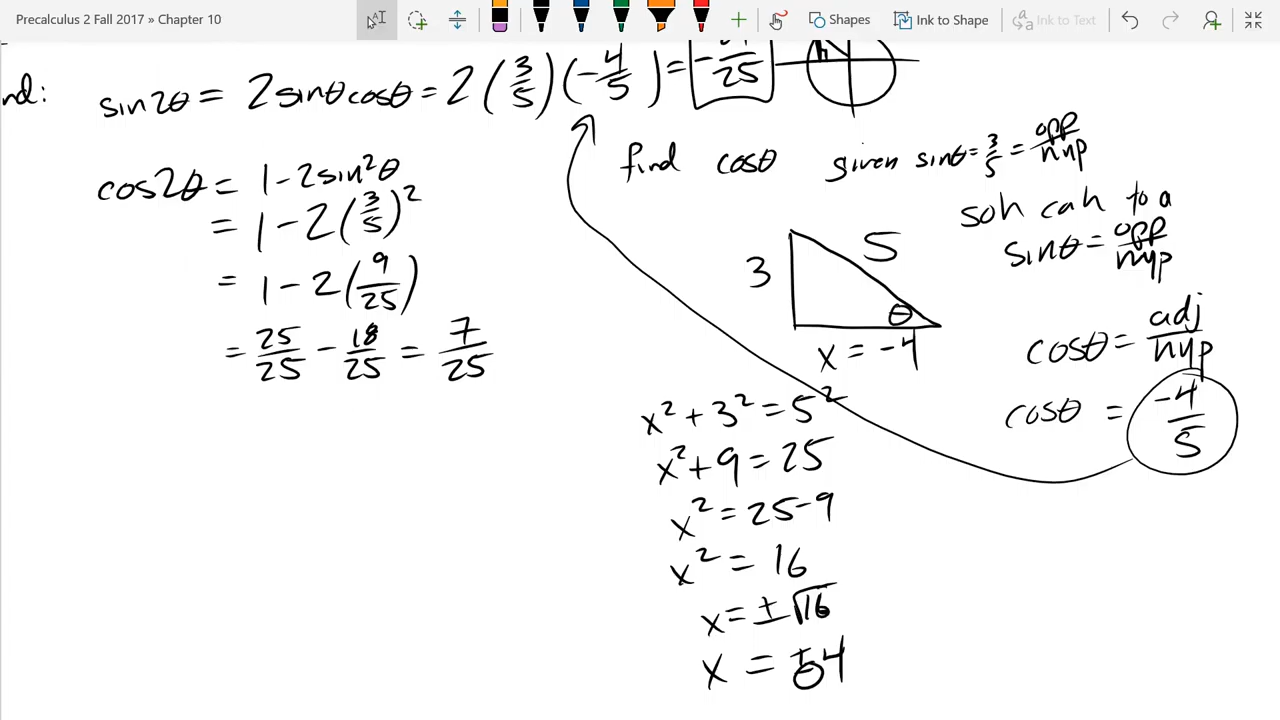 Precalculus 2 Fall 2017 » Chapter 10
Shapes
Ink to Shape
Ink to Text
sin2θ = 2sinθcosθ = 2(3/5)(-4/5) = 
cos2θ = 1-2sin²θ
= 1-2(3/5)²
= 1-2(9/25)
= 25/25 - 18/25 = 7/25
find cosθ given sinθ = 3/5 = opp/hyp
soh cah to a
sinθ = opp/hyp
3
5
θ
x = -4
cosθ = adj/hyp
cosθ = -4/5
x² + 3² = 5²
x² + 9 = 25
x² = 25-9
x² = 16
x = ±√16
x = ±4